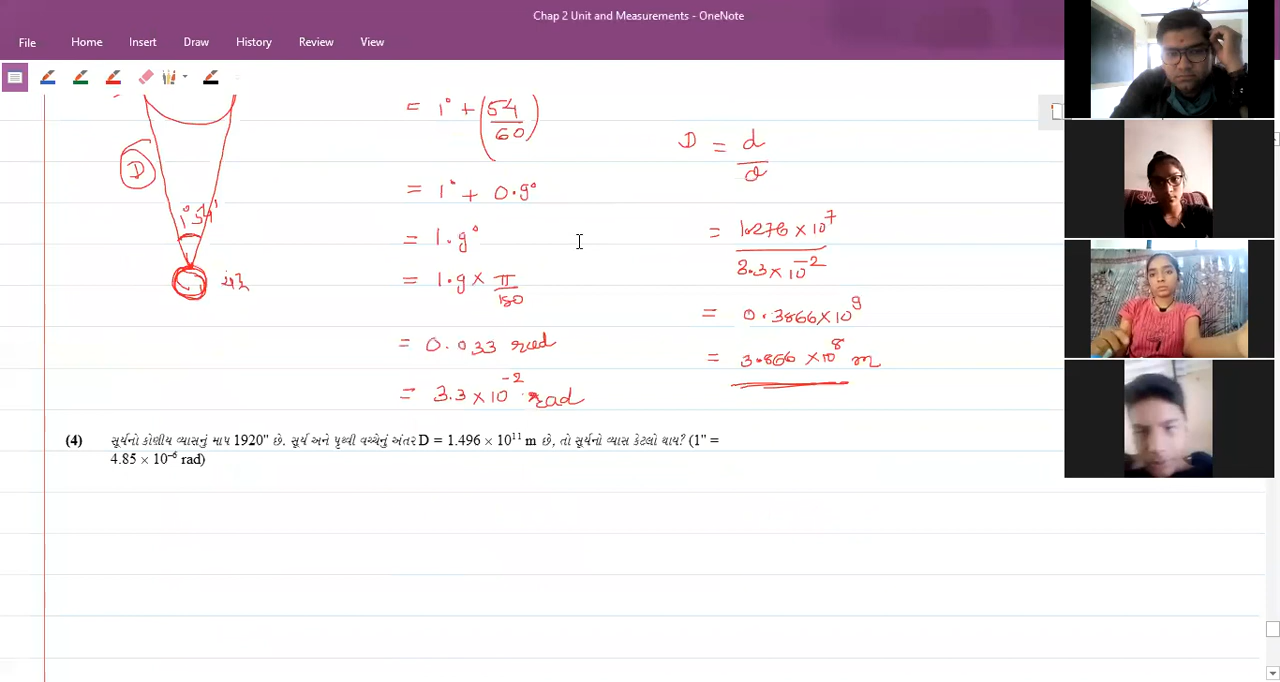 Chap 2 Unit and Measurements - OneNote
File Home Insert Draw History Review View
= 1° + (54/60)
= 1° + 0.9°
= 1.9°
= 1.9 × π/180
= 0.033 rad
= 3.3 × 10⁻² rad
D
1°54'
ચંદ્ર
D = d/θ
= 1.276 × 10⁷ / 3.3 × 10⁻²
= 0.3866 × 10⁹
= 3.866 × 10⁸ m
(4) સૂર્યનો કોણીય વ્યાસનું માપ 1920" છે. સૂર્ય અને પૃથ્વી વચ્ચેનું અંતર D = 1.496 × 10¹¹ m છે, તો સૂર્યનો વ્યાસ કેટલો થાય? (1" =
4.85 × 10⁻⁶ rad)